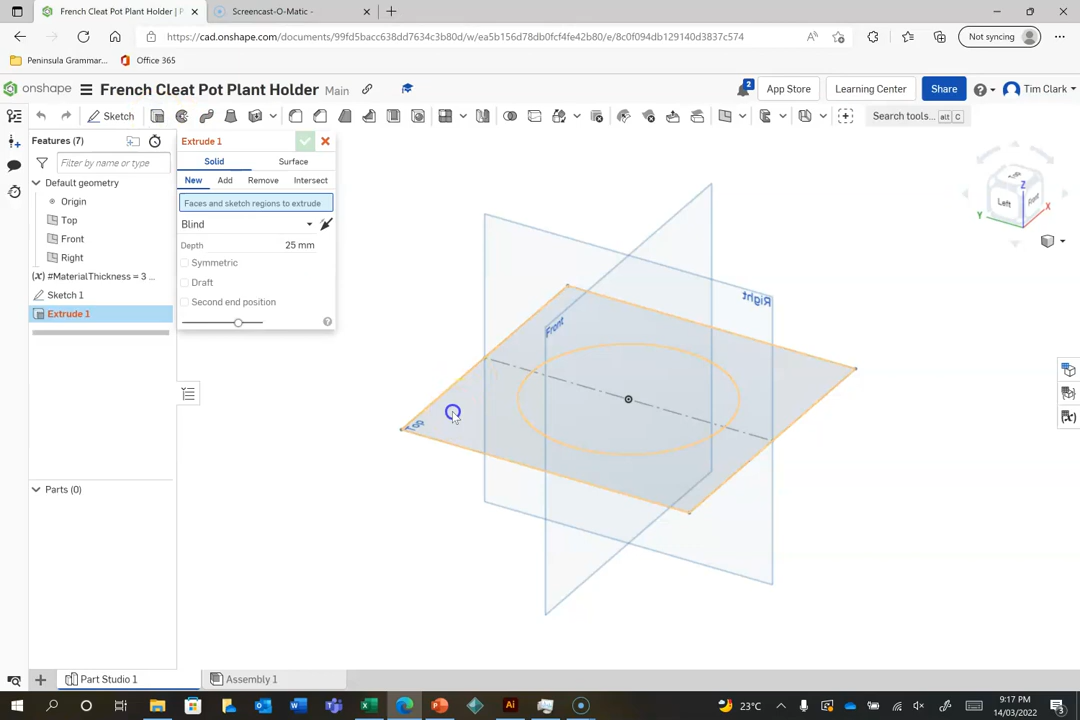 French Cleat Pot Plant Holder |
Screencast-O-Matic -
https://cad.onshape.com/documents/99fd5bacc638dd7634c3b80d/w/ea5b156d78db0fcf4fe42b80/e/8c0f094db129140d3837c574
Not syncing
Peninsula Grammar...
Office 365
onshape
French Cleat Pot Plant Holder
Main
2
App Store
Learning Center
Share
Tim Clark
Sketch
Search tools...
alt C
Features (7)
Filter by name or type
Default geometry
Origin
Top
Front
Right
(x) #MaterialThickness = 3 ...
Sketch 1
Extrude 1
Extrude 1
Solid
Surface
New
Add
Remove
Intersect
Faces and sketch regions to extrude
Blind
Depth
25 mm
Symmetric
Draft
Second end position
Right
Front
Top
Left
Front
Z
Y
X
Parts (0)
Part Studio 1
Assembly 1
23°C
9:17 PM
14/03/2022
3